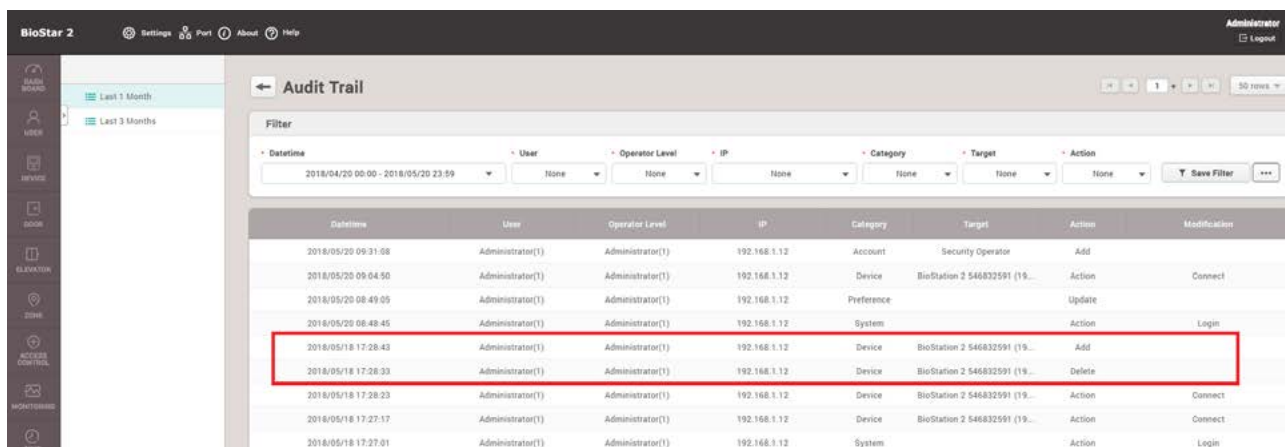 BioStar 2 Settings Port About Help Administrator
Logout
DASH
BOARD
USER
DEVICE
DOOR
ELEVATOR
ZONE
ACCESS
CONTROL
MONITORING
Last 1 Month
Last 3 Months
Audit Trail 1 50 rows
Filter
Datetime User Operator Level IP Category Target Action
2018/04/20 00:00 - 2018/05/20 23:59 None None None None None None Save Filter ...
Datetime User Operator Level IP Category Target Action Modification
2018/05/20 09:31:08 Administrator(1) Administrator(1) 192.168.1.12 Account Security Operator Add
2018/05/20 09:04:50 Administrator(1) Administrator(1) 192.168.1.12 Device BioStation 2 546832591 (19... Action Connect
2018/05/20 08:49:05 Administrator(1) Administrator(1) 192.168.1.12 Preference Update
2018/05/20 08:48:45 Administrator(1) Administrator(1) 192.168.1.12 System Action Login
2018/05/18 17:28:43 Administrator(1) Administrator(1) 192.168.1.12 Device BioStation 2 546832591 (19... Add
2018/05/18 17:28:33 Administrator(1) Administrator(1) 192.168.1.12 Device BioStation 2 546832591 (19... Delete
2018/05/18 17:28:23 Administrator(1) Administrator(1) 192.168.1.12 Device BioStation 2 546832591 (19... Action Connect
2018/05/18 17:27:17 Administrator(1) Administrator(1) 192.168.1.12 Device BioStation 2 546832591 (19... Action Connect
2018/05/18 17:27:01 Administrator(1) Administrator(1) 192.168.1.12 System Action Login